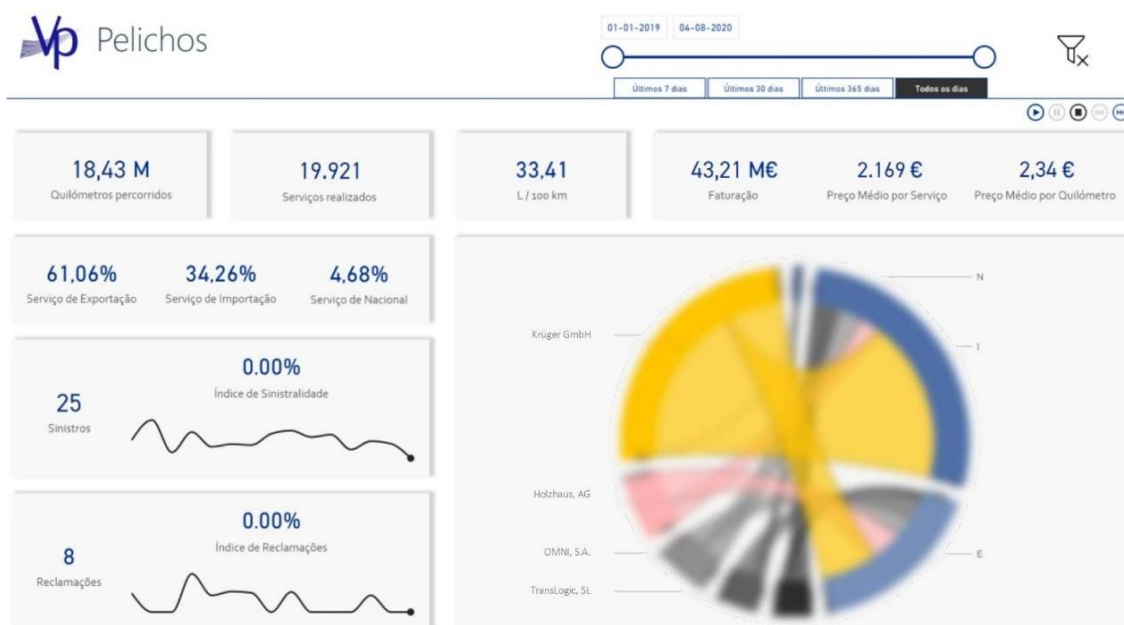 Vp Pelichos
01-01-2019 04-08-2020
Últimos 7 dias Últimos 30 dias Últimos 365 dias Todos os dias
18,43 M
Quilómetros percorridos
19.921
Serviços realizados
33,41
L / 100 km
43,21 M€
Faturação
2.169 €
Preço Médio por Serviço
2,34 €
Preço Médio por Quilómetro
61,06%
Serviço de Exportação
34,26%
Serviço de Importação
4,68%
Serviço de Nacional
0.00%
Índice de Sinistralidade
25
Sinistros
0.00%
Índice de Reclamações
8
Reclamações
N
Krüger GmbH
I
Holzhaus, AG
OMNI, S.A.
E
TransLogic, SL